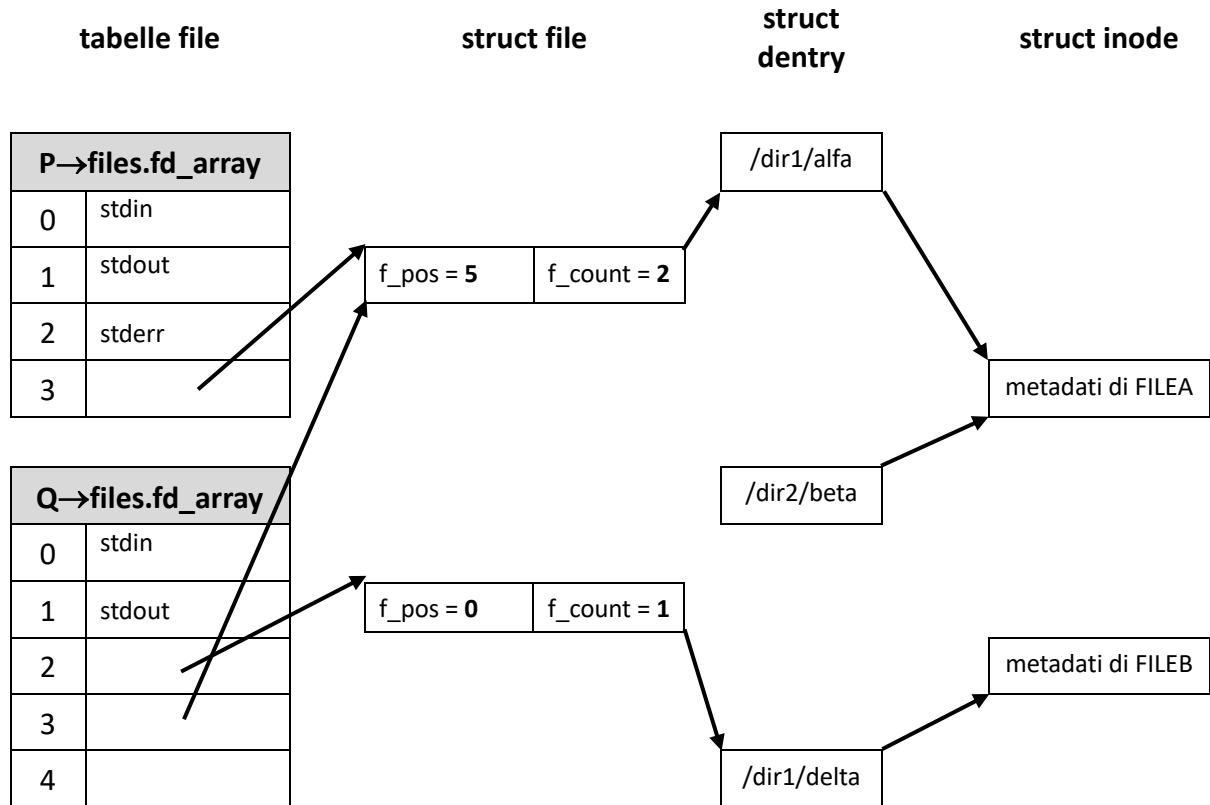 tabelle file
struct file
struct
dentry
struct inode
P→files.fd_array
0 stdin
1 stdout
2 stderr
3
f_pos = 5 f_count = 2
/dir1/alfa
/dir2/beta
metadati di FILEA
Q→files.fd_array
0 stdin
1 stdout
2
3
4
f_pos = 0 f_count = 1
/dir1/delta
metadati di FILEB